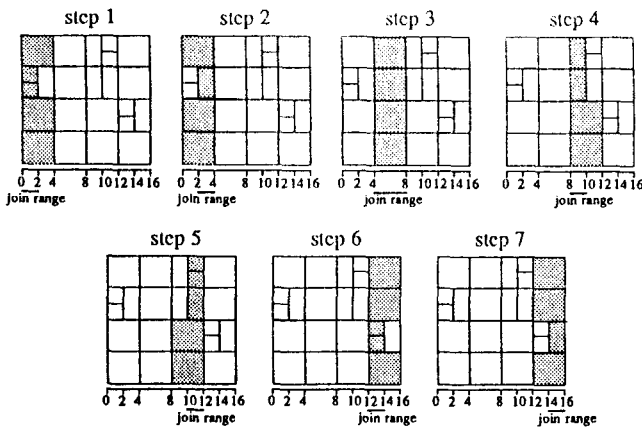 step 1 step 2 step 3 step 4
0 2 4 8 10 12 14 16 0 2 4 8 10 12 14 16 0 2 4 8 10 12 14 16 0 2 4 8 10 12 14 16
join range join range join range join range
step 5 step 6 step 7
0 2 4 8 10 12 14 16 0 2 4 8 10 12 14 16 0 2 4 8 10 12 14 16
join range join range join range